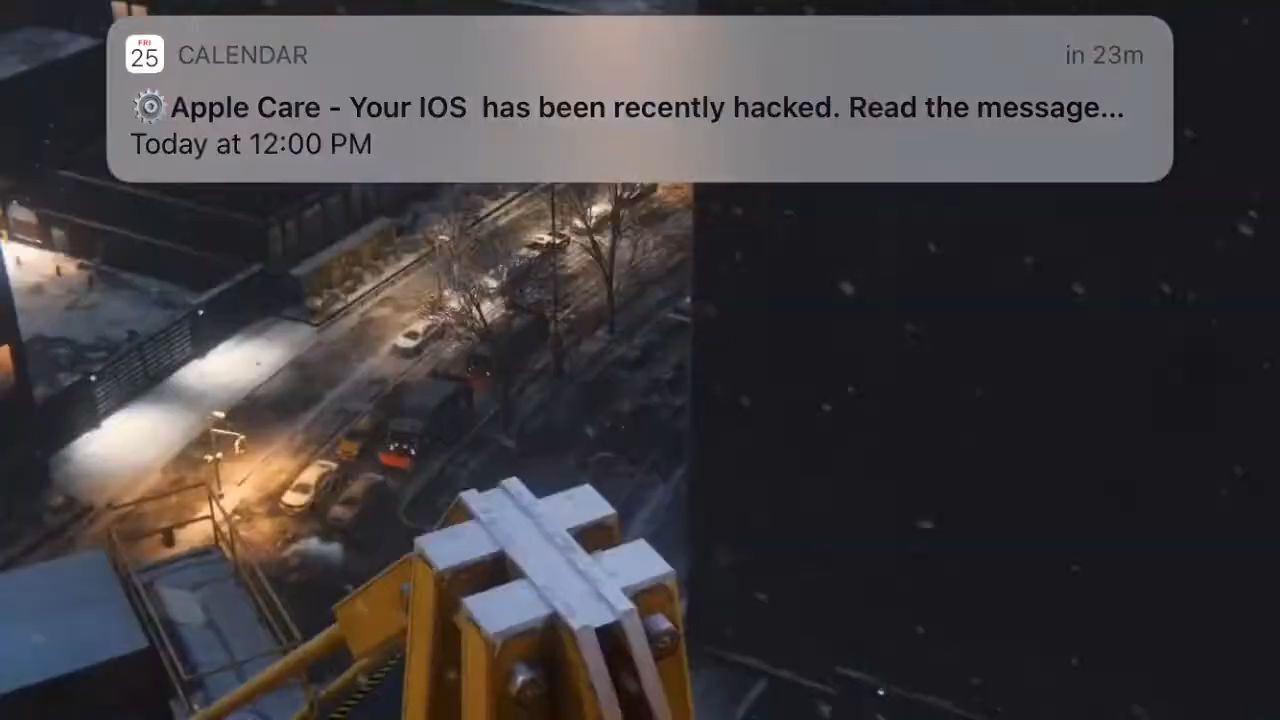 FRI
25
CALENDAR
in 23m
Apple Care - Your IOS has been recently hacked. Read the message...
Today at 12:00 PM